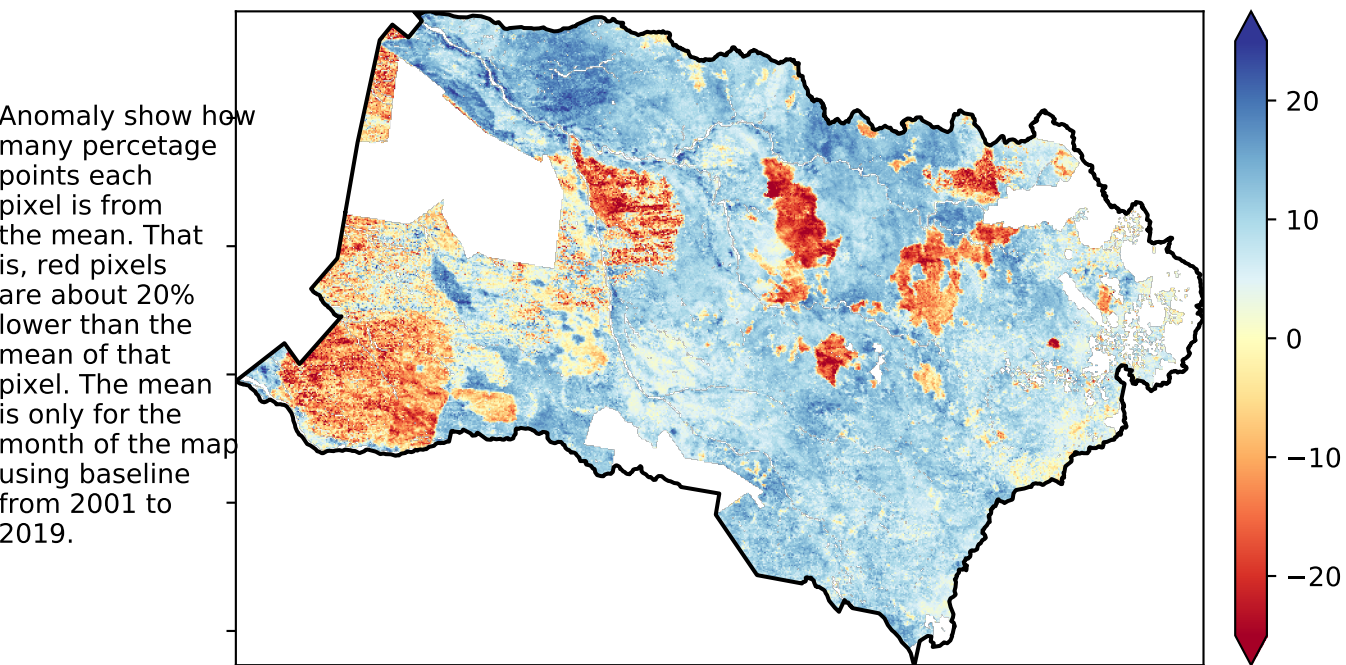 Anomaly show how
many percetage
points each
pixel is from
the mean. That
is, red pixels
are about 20%
lower than the
mean of that
pixel. The mean
is only for the
month of the map
using baseline
from 2001 to
2019.
20
10
0
−10
−20